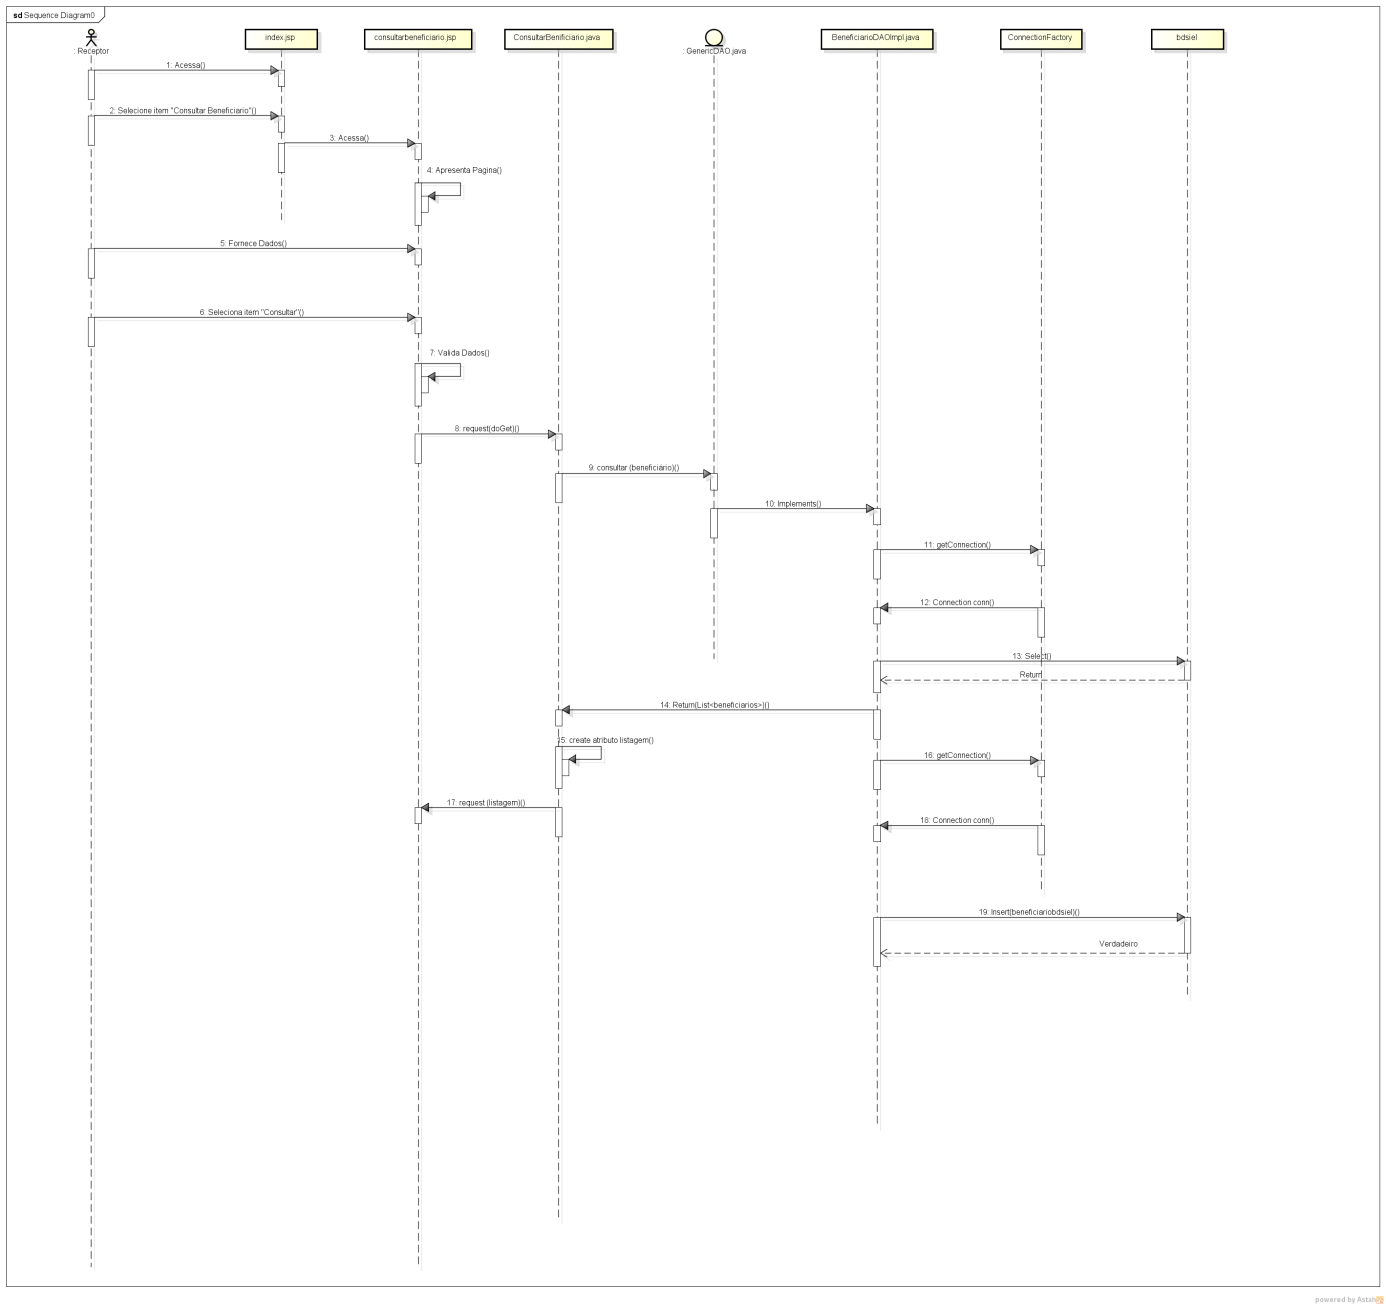 sd Sequence Diagram0
: Receptor
index.jsp
consultarbeneficiario.jsp
ConsultarBenificiario.java
: GenericDAO.java
BeneficiarioDAOImpl.java
ConnectionFactory
bdsiel
1: Acessa()
2: Selecione item "Consultar Beneficiario"()
3: Acessa()
4: Apresenta Pagina()
5: Fornece Dados()
6: Seleciona item "Consultar"()
7: Valida Dados()
8: request(doGet)()
9: consultar (beneficiário)()
10: Implements()
11: getConnection()
12: Connection conn()
13: Select()
Return
14: Return(List<beneficiarios>)()
15: create atributo listagem()
16: getConnection()
17: request (listagem)()
18: Connection conn()
19: Insert(beneficiariobdsiel)()
Verdadeiro
powered by Astah